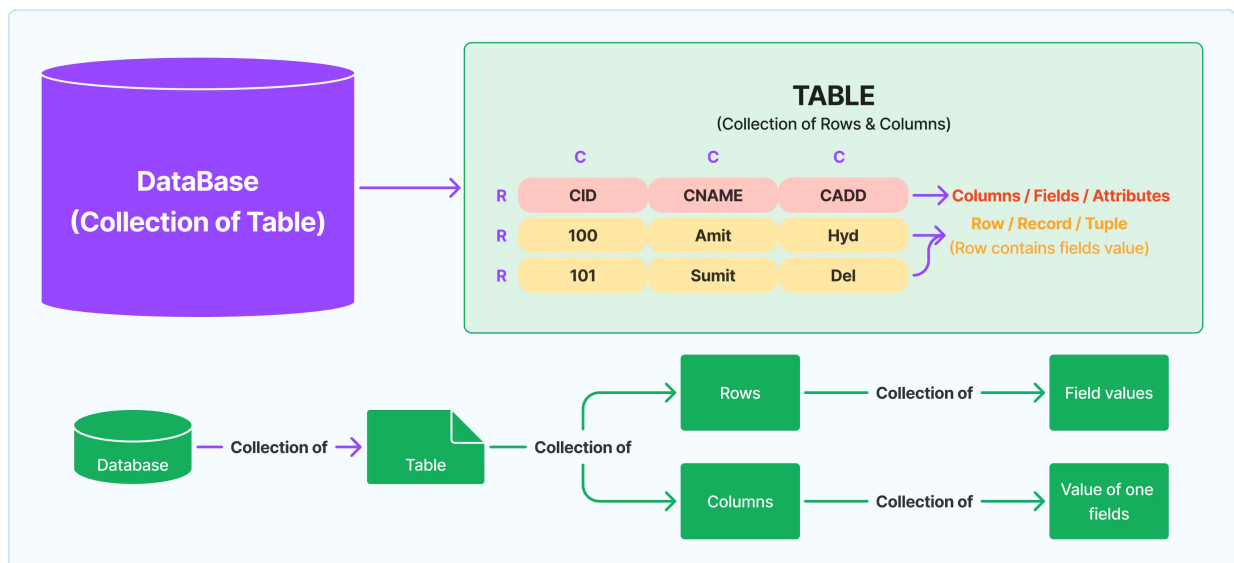 DataBase
(Collection of Table)
TABLE
(Collection of Rows & Columns)
C C C
R CID CNAME CADD Columns / Fields / Attributes
R 100 Amit Hyd Row / Record / Tuple
(Row contains fields value)
R 101 Sumit Del
Rows Collection of Field values
Database Collection of Table Collection of
Columns Collection of Value of one
fields